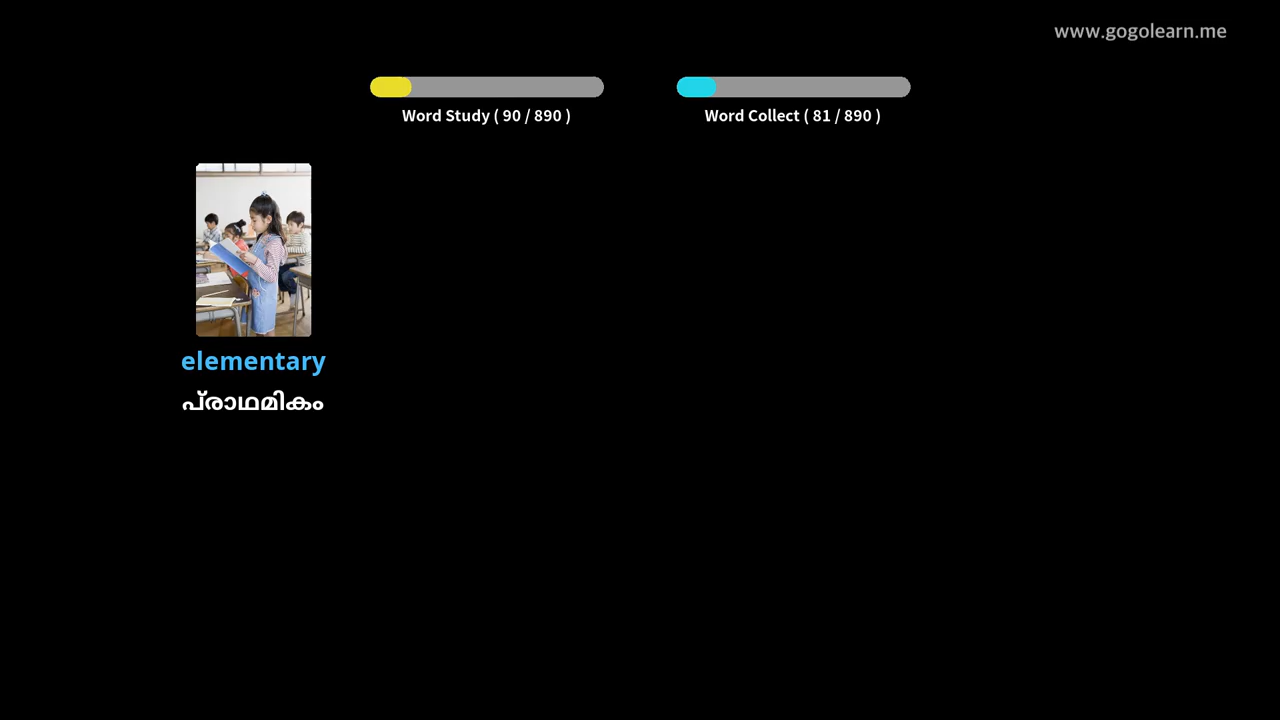 www.gogolearn.me
Word Study ( 90 / 890 )
Word Collect ( 81 / 890 )
elementary
പ്രാഥമികം